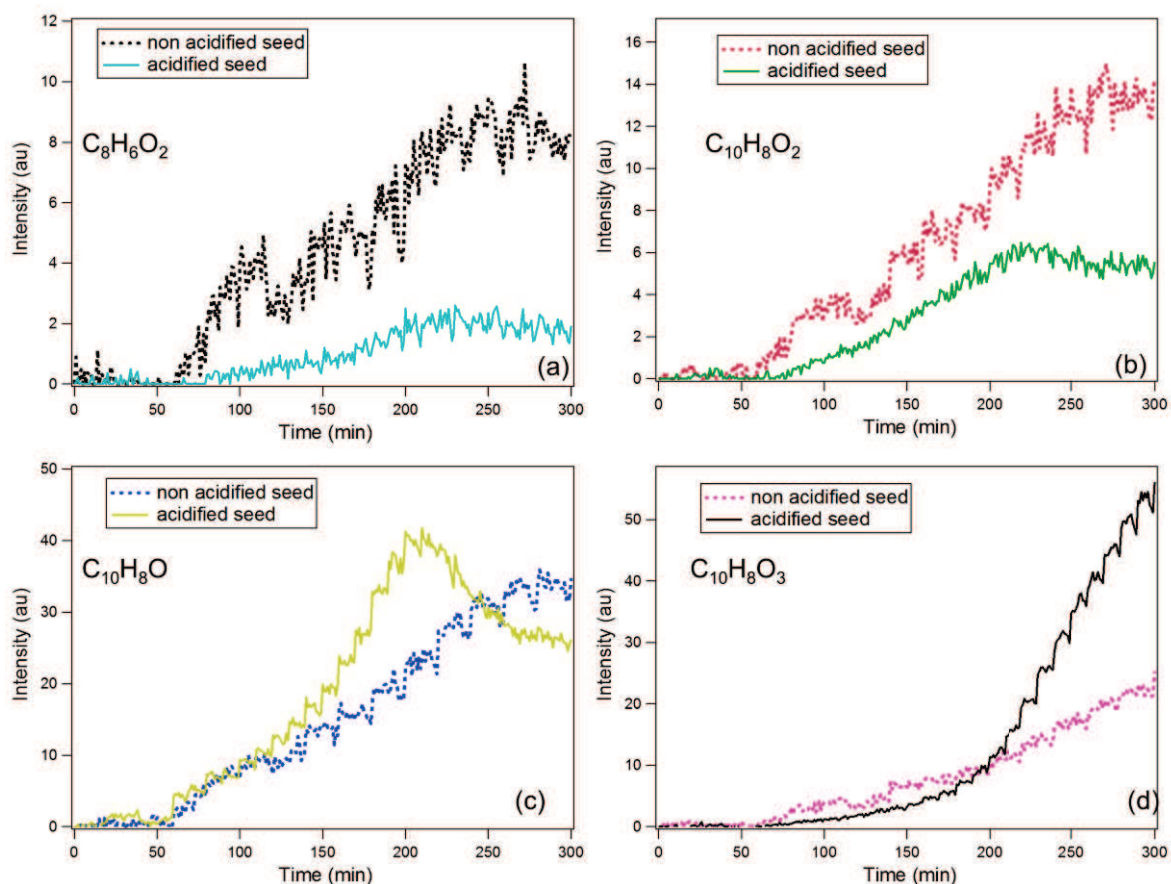 12
10
8
6
4
2
0
Intensity (au)
non acidified seed
acidified seed
C₈H₆O₂
(a)
0 50 100 150 200 250 300
Time (min)
16
14
12
10
8
6
4
2
0
Intensity (au)
non acidified seed
acidified seed
C₁₀H₈O₂
(b)
0 50 100 150 200 250 300
Time (min)
50
40
30
20
10
0
Intensity (au)
non acidified seed
acidified seed
C₁₀H₈O
(c)
0 50 100 150 200 250 300
Time (min)
50
40
30
20
10
0
Intensity (au)
non acidified seed
acidified seed
C₁₀H₈O₃
(d)
0 50 100 150 200 250 300
Time (min)